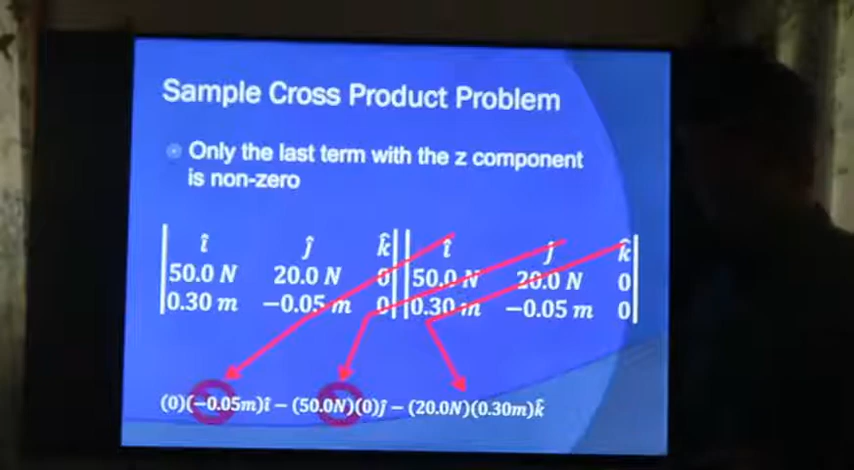 Sample Cross Product Problem
Only the last term with the z component
is non-zero
|î ĵ k̂| |î ĵ k̂|
|50.0 N 20.0 N 0| |50.0 N 20.0 N 0|
|0.30 m −0.05 m 0| |0.30 m −0.05 m 0|
(0)(−0.05m)î − (50.0N)(0)ĵ − (20.0N)(0.30m)k̂